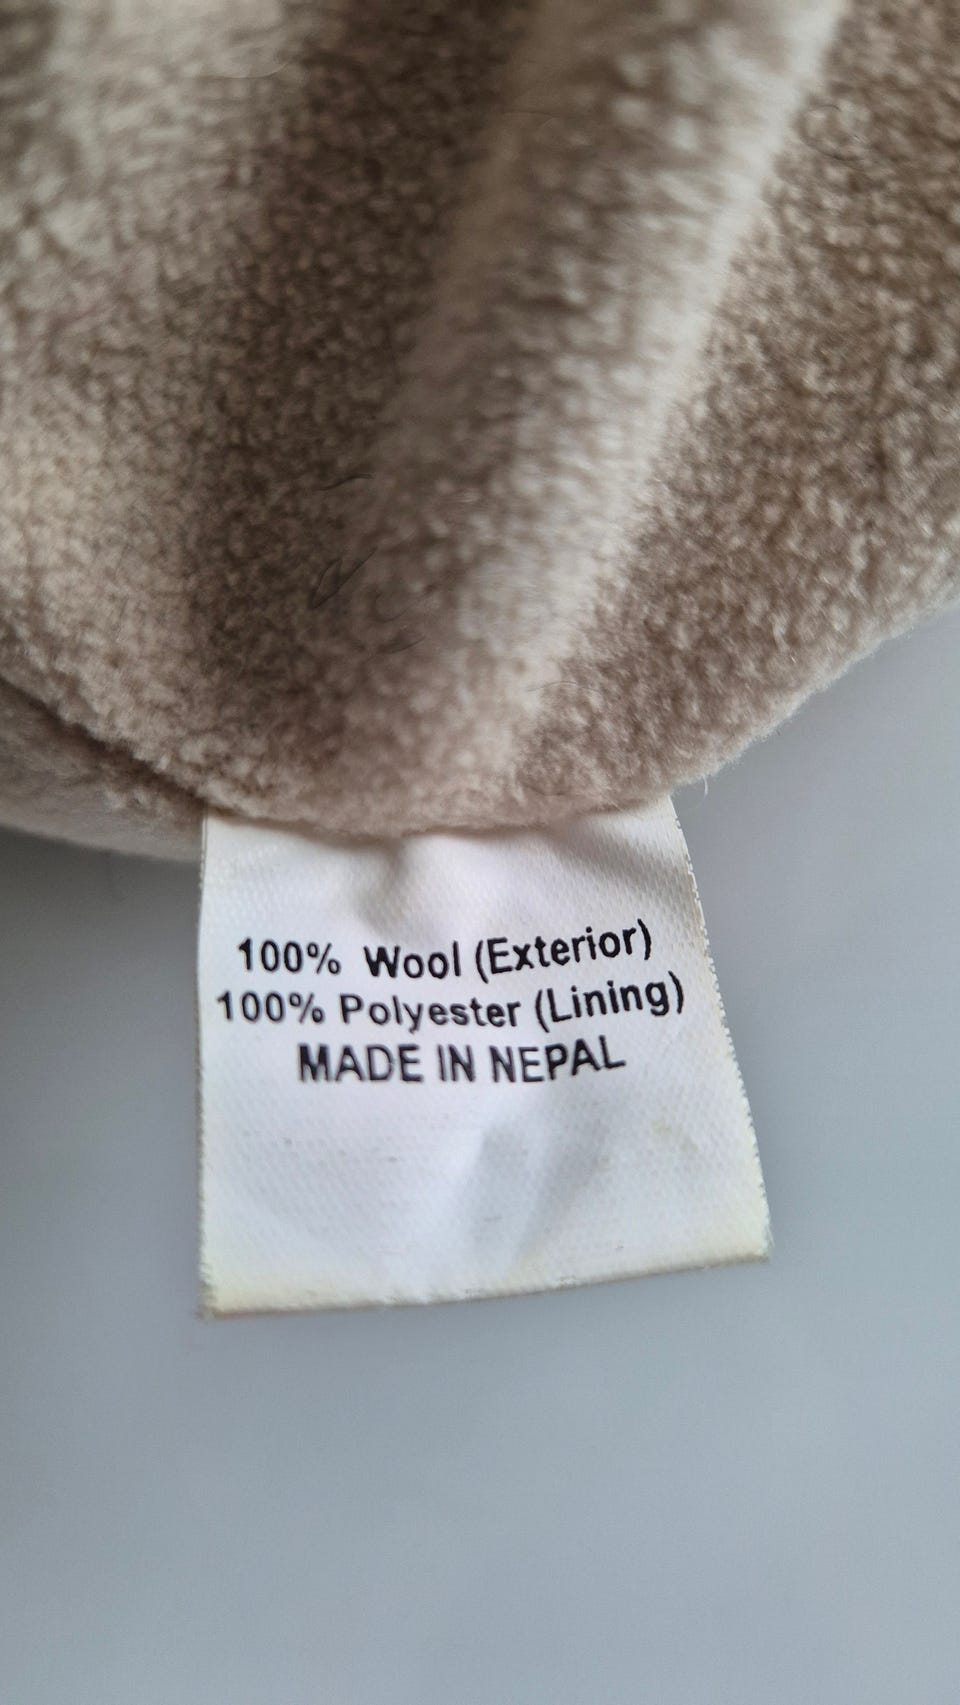 100% Wool (Exterior)
100% Polyester (Lining)
MADE IN NEPAL